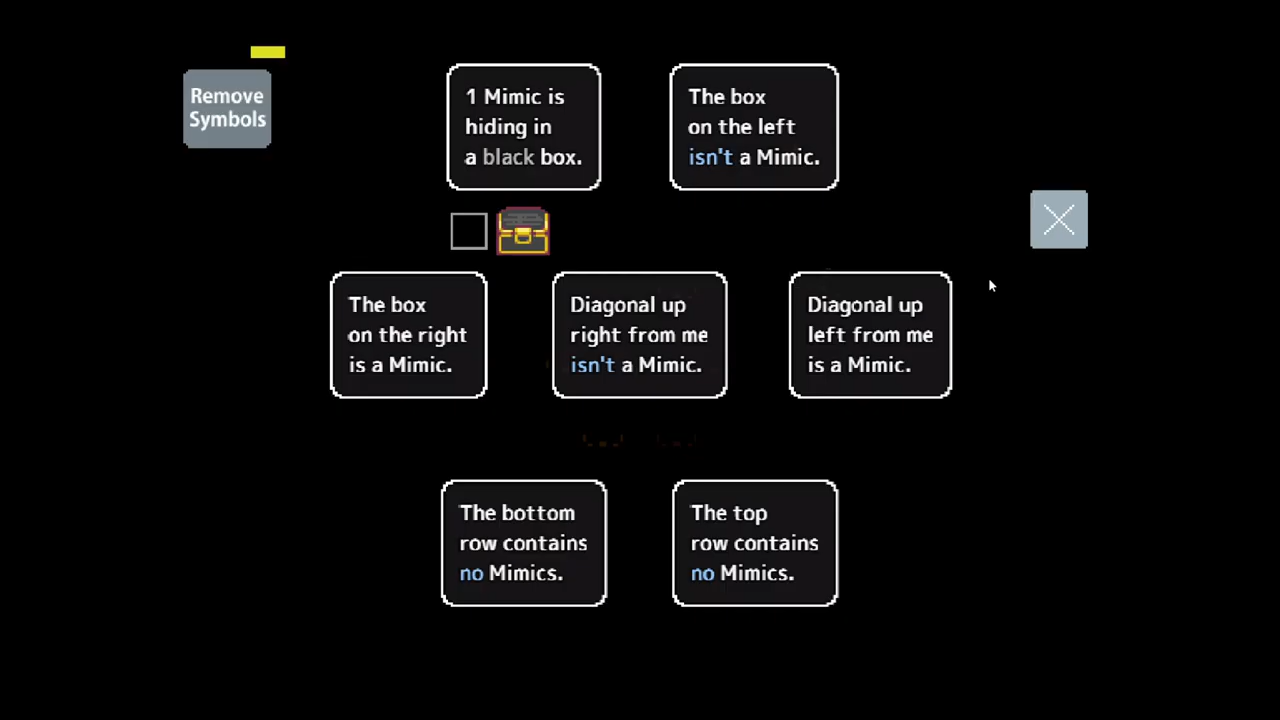 Remove
Symbols
1 Mimic is
hiding in
a black box.
The box
on the left
isn't a Mimic.
The box
on the right
is a Mimic.
Diagonal up
right from me
isn't a Mimic.
Diagonal up
left from me
is a Mimic.
The bottom
row contains
no Mimics.
The top
row contains
no Mimics.